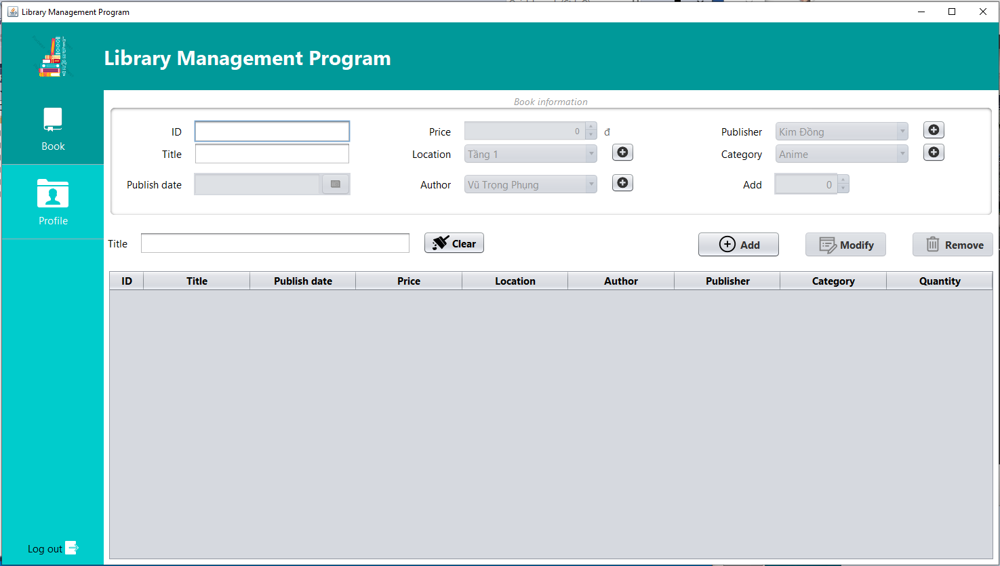 Library Management Program
Library Management Program
Book
Profile
Log out
Book information
ID
Price 0 đ
Publisher Kim Đồng
Title
Location Tầng 1
Category Anime
Publish date
Author Vũ Trọng Phụng
Add 0
Title Clear Add Modify Remove
ID Title Publish date Price Location Author Publisher Category Quantity